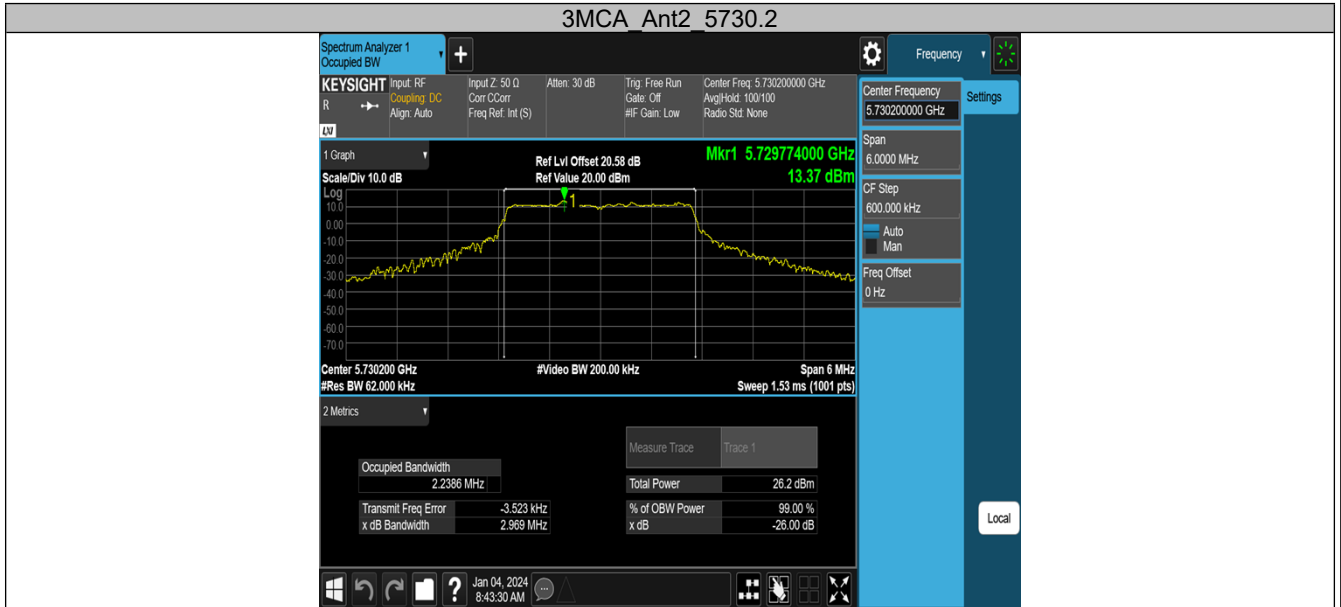 3MCA_Ant2_5730.2
Spectrum Analyzer 1
Occupied BW
+
Frequency
KEYSIGHT
R
LXI
Input: RF
Coupling: DC
Align: Auto
Input Z: 50 Ω
Corr CCorr
Freq Ref: Int (S)
Atten: 30 dB
Trig: Free Run
Gate: Off
#IF Gain: Low
Center Freq: 5.730200000 GHz
Avg|Hold: 100/100
Radio Std: None
Center Frequency
5.730200000 GHz
Settings
Span
6.0000 MHz
CF Step
600.000 kHz
Auto
Man
Freq Offset
0 Hz
Local
1 Graph
Scale/Div 10.0 dB
Ref Lvl Offset 20.58 dB
Ref Value 20.00 dBm
Mkr1 5.729774000 GHz
13.37 dBm
Log
10.0
0.00
-10.0
-20.0
-30.0
-40.0
-50.0
-60.0
-70.0
1
Center 5.730200 GHz
#Video BW 200.00 kHz
Span 6 MHz
#Res BW 62.000 kHz
Sweep 1.53 ms (1001 pts)
2 Metrics
Measure Trace Trace 1
Occupied Bandwidth
2.2386 MHz
Total Power 26.2 dBm
Transmit Freq Error -3.523 kHz
% of OBW Power 99.00 %
x dB Bandwidth 2.969 MHz
x dB -26.00 dB
?
Jan 04, 2024
8:43:30 AM